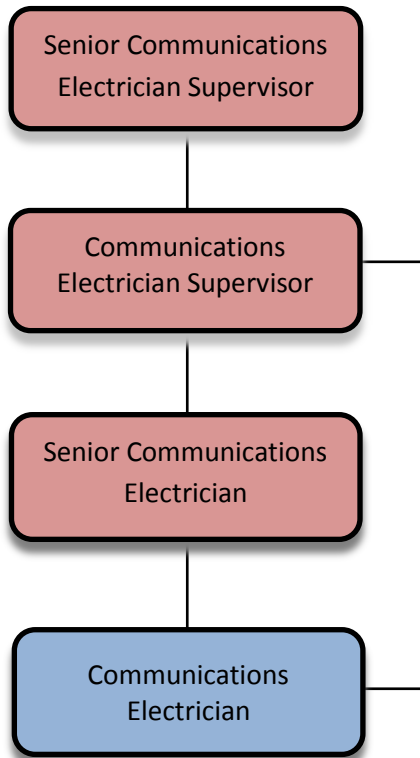 Senior Communications
Electrician Supervisor
Communications
Electrician Supervisor
Senior Communications
Electrician
Communications
Electrician